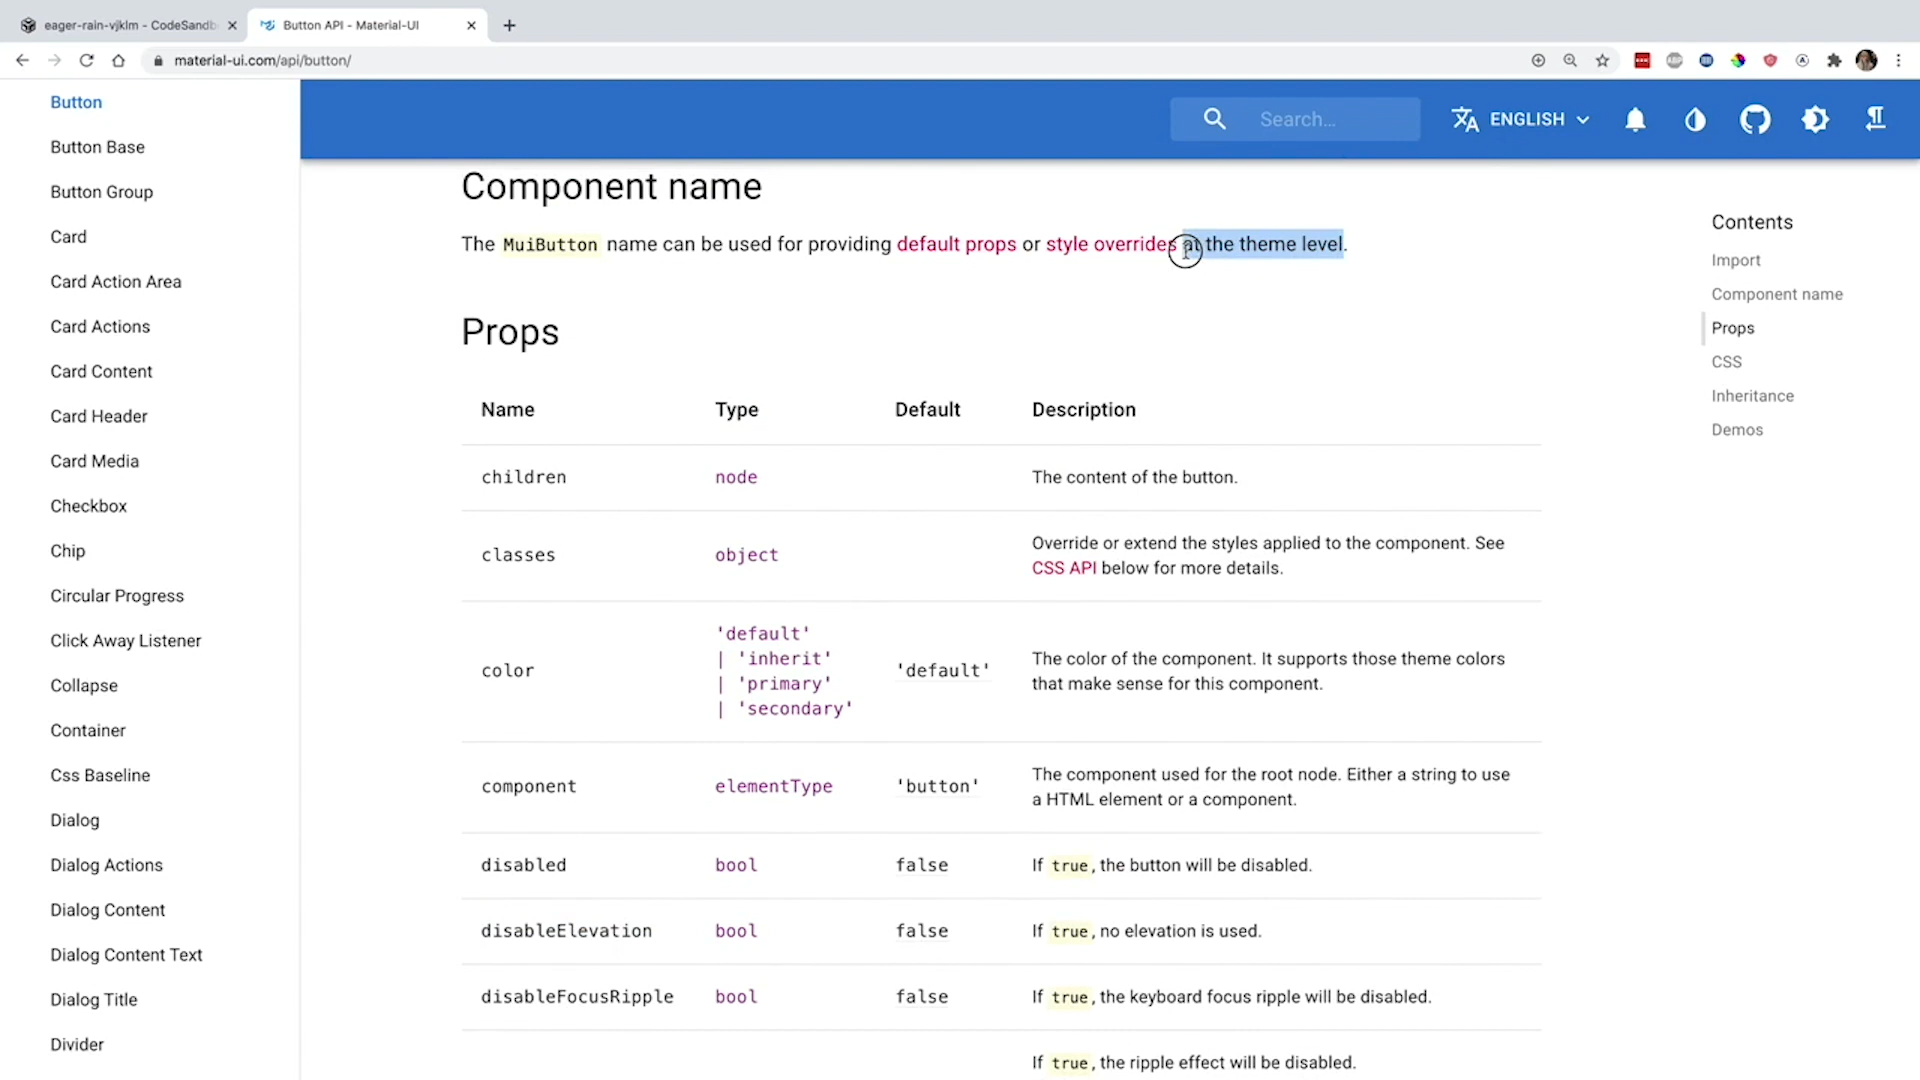 eager-rain-vjklm - CodeSandb
Button API - Material-UI
material-ui.com/api/button/
Search…
ENGLISH
Button
Button Base
Button Group
Card
Card Action Area
Card Actions
Card Content
Card Header
Card Media
Checkbox
Chip
Circular Progress
Click Away Listener
Collapse
Container
Css Baseline
Dialog
Dialog Actions
Dialog Content
Dialog Content Text
Dialog Title
Divider
Component name
The MuiButton name can be used for providing default props or style overrides at the theme level.
Props
Name Type Default Description
children node The content of the button.
classes object Override or extend the styles applied to the component. See
CSS API below for more details.
color 'default'
| 'inherit'
| 'primary'
| 'secondary'
'default' The color of the component. It supports those theme colors
that make sense for this component.
component elementType 'button' The component used for the root node. Either a string to use
a HTML element or a component.
disabled bool false If true, the button will be disabled.
disableElevation bool false If true, no elevation is used.
disableFocusRipple bool false If true, the keyboard focus ripple will be disabled.
If true, the ripple effect will be disabled.
Contents
Import
Component name
Props
CSS
Inheritance
Demos